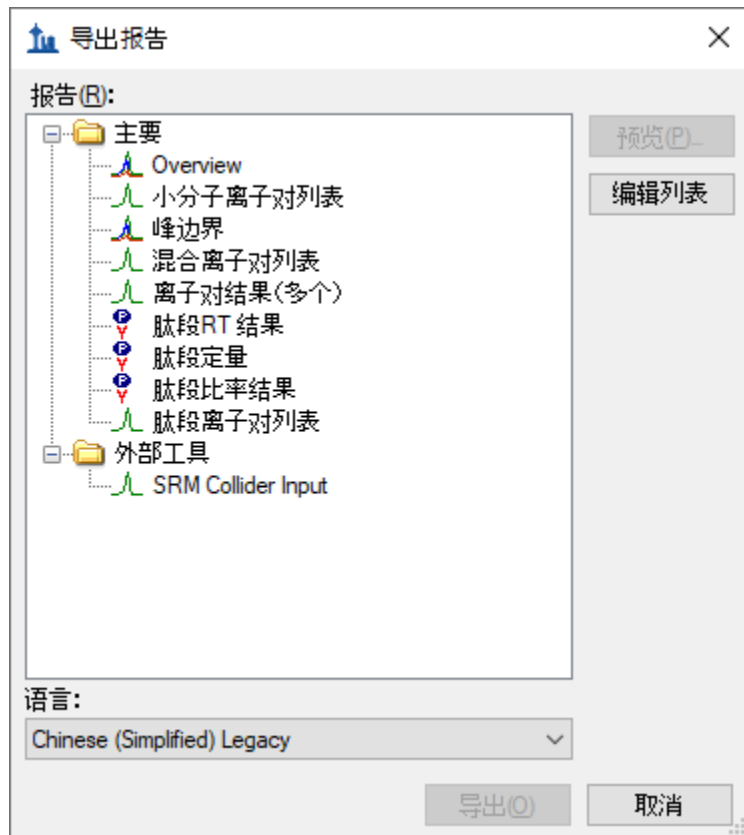 导出报告
报告(R):
主要
Overview
小分子离子对列表
峰边界
混合离子对列表
离子对结果(多个)
肽段RT 结果
肽段定量
肽段比率结果
肽段离子对列表
外部工具
SRM Collider Input
预览(P)...
编辑列表
语言:
Chinese (Simplified) Legacy
导出(O)
取消